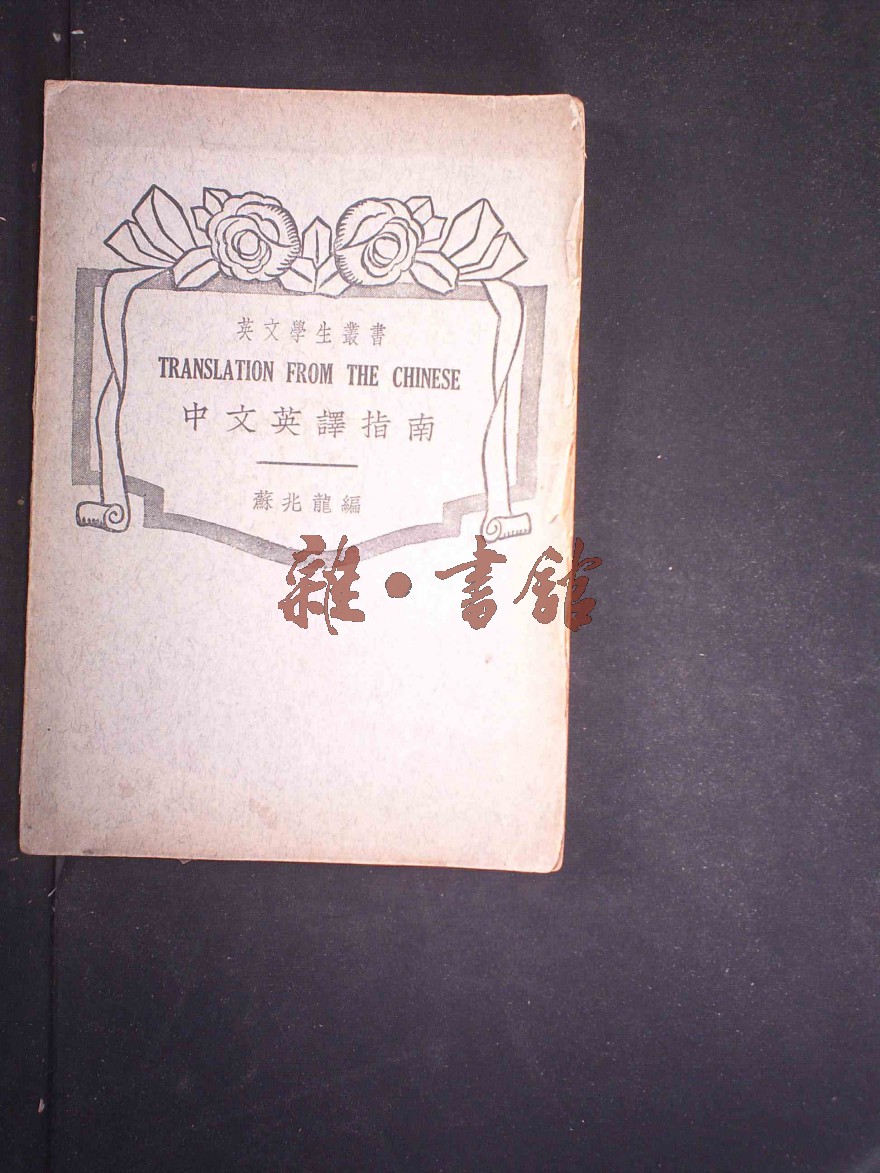 英文學生叢書
TRANSLATION FROM THE CHINESE
中文英譯指南
蘇兆龍編
雜·書館